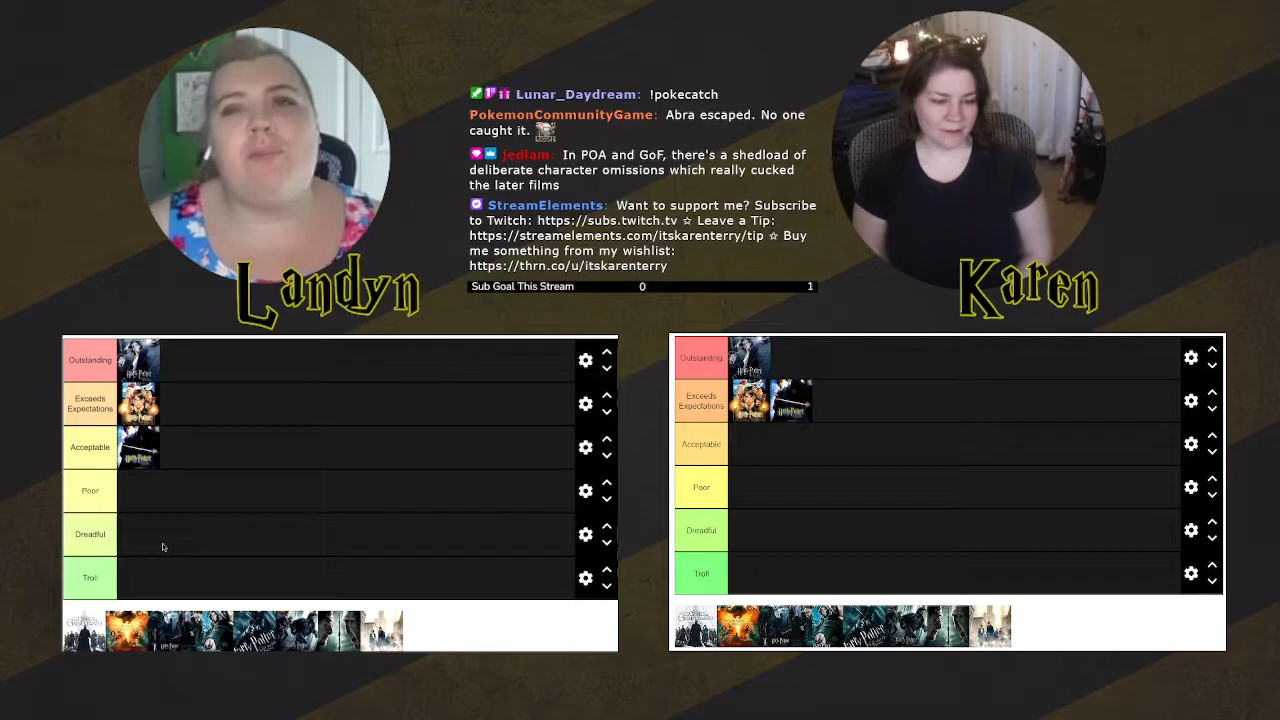 Lunar_Daydream: !pokecatch
PokemonCommunityGame: Abra escaped. No one
caught it.
jedlam: In POA and GoF, there's a shedload of
deliberate character omissions which really cucked
the later films
StreamElements: Want to support me? Subscribe
to Twitch: https://subs.twitch.tv ☆ Leave a Tip:
https://streamelements.com/itskarenterry/tip ☆ Buy
me something from my wishlist:
https://thrn.co/u/itskarenterry
Sub Goal This Stream 0 1
Landyn
Karen
Outstanding
Exceeds
Expectations
Acceptable
Poor
Dreadful
Troll
Outstanding
Exceeds
Expectations
Acceptable
Poor
Dreadful
Troll